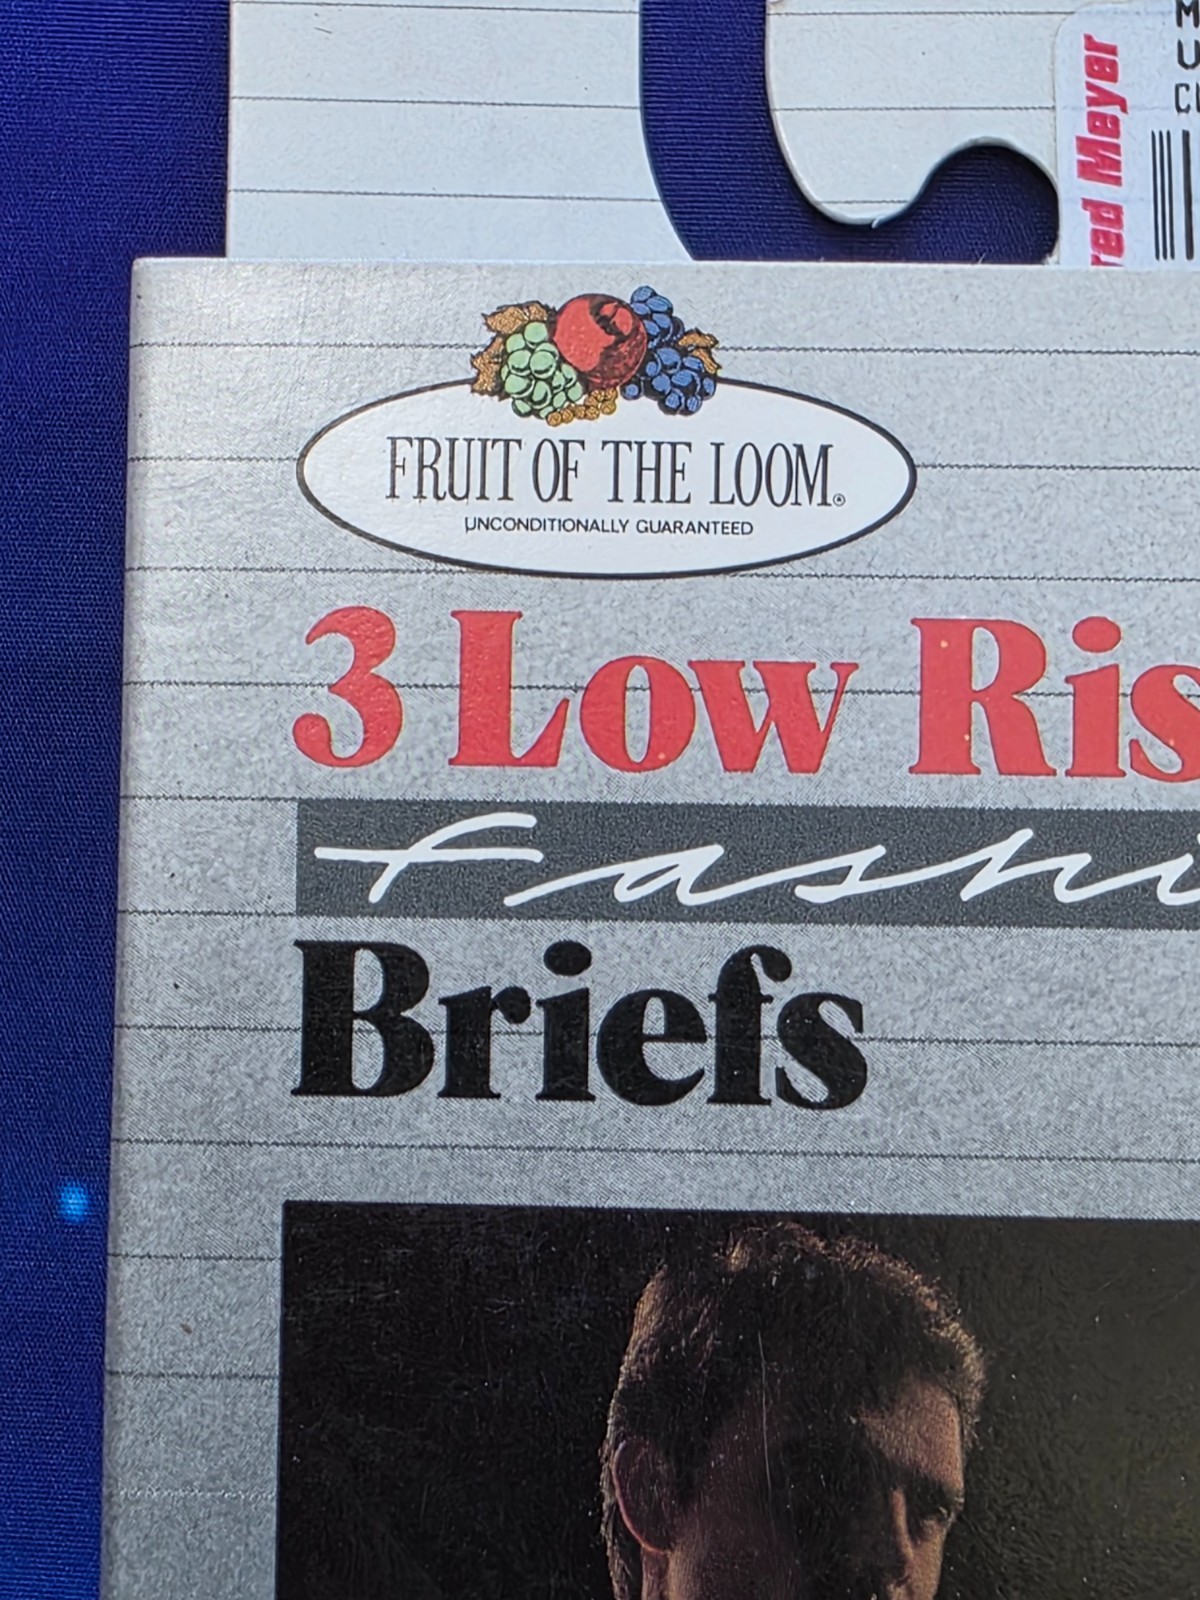 M
U
red Meyer
FRUIT OF THE LOOM®
UNCONDITIONALLY GUARANTEED
3 Low Ris
Fashi
Briefs